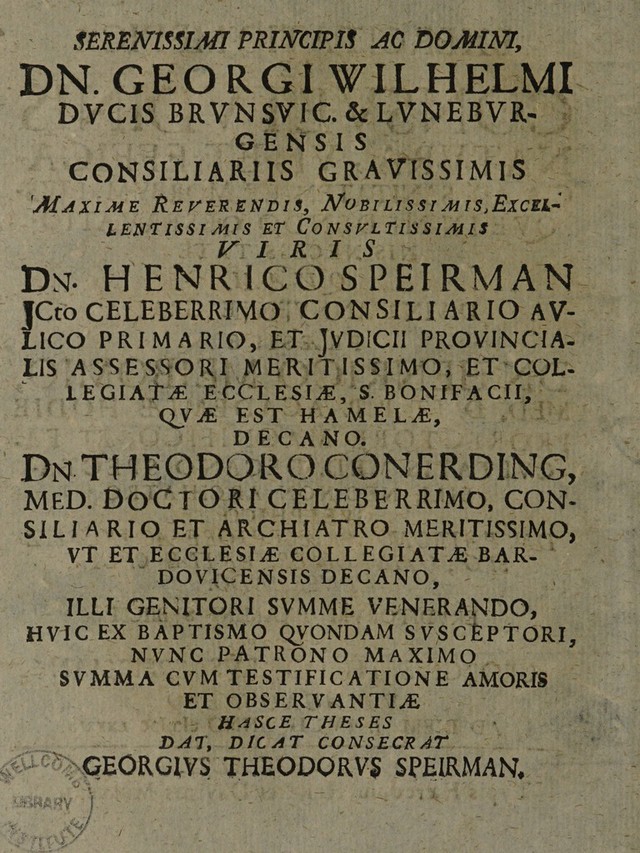 SERENISSIMI PRINCIPIS AC DOMINI,
DN. GEORGI WILHELMI
DVCIS BRVNSVIC. & LVNEBVR-
GENSIS
CONSILIARIIS GRAVISSIMIS
MAXIME REVERENDIS, NOBILISSIMIS, EXCEL-
LENTISSIMIS ET CONSVLTISSIMIS
VIRIS
DN. HENRICO SPEIRMAN
JCto CELEBERRIMO, CONSILIARIO AV-
LICO PRIMARIO, ET JVDICII PROVINCIA-
LIS ASSESSORI MERITISSIMO, ET COL-
LEGIATÆ ECCLESIÆ, S. BONIFACII,
QVÆ EST HAMELÆ,
DECANO.
DN. THEODORO CONERDING,
MED. DOCTORI CELEBERRIMO, CON-
SILIARIO ET ARCHIATRO MERITISSIMO,
VT ET ECCLESIÆ COLLEGIATÆ BAR-
DOVICENSIS DECANO,
ILLI GENITORI SVMME VENERANDO,
HVIC EX BAPTISMO QVONDAM SVSCEPTORI,
NVNC PATRONO MAXIMO
SVMMA CVM TESTIFICATIONE AMORIS
ET OBSERVANTIÆ
HASCE THESES
DAT, DICAT CONSECRAT
GEORGIVS THEODORVS SPEIRMAN.
WELLCOME
LIBRARY
INSTITUTE